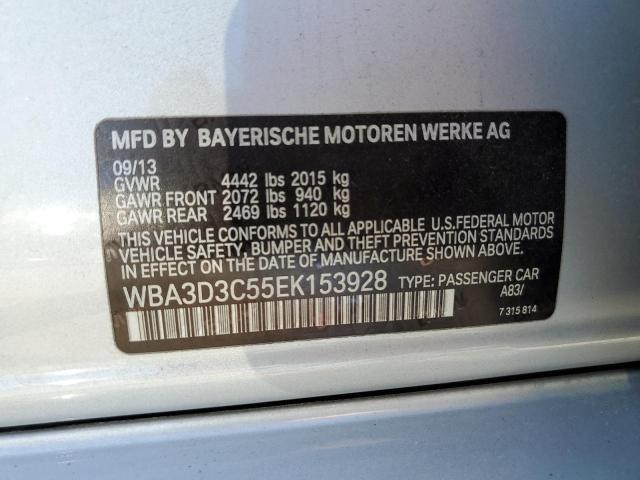 MFD BY BAYERISCHE MOTOREN WERKE AG
09/13
GVWR 4442 lbs 2015 kg
GAWR FRONT 2072 lbs 940 kg
GAWR REAR 2469 lbs 1120 kg
THIS VEHICLE CONFORMS TO ALL APPLICABLE U.S.FEDERAL MOTOR
VEHICLE SAFETY, BUMPER AND THEFT PREVENTION STANDARDS
IN EFFECT ON THE DATE OF MANUFACTURE SHOWN ABOVE.
WBA3D3C55EK153928 TYPE: PASSENGER CAR
A83/
7 315 814